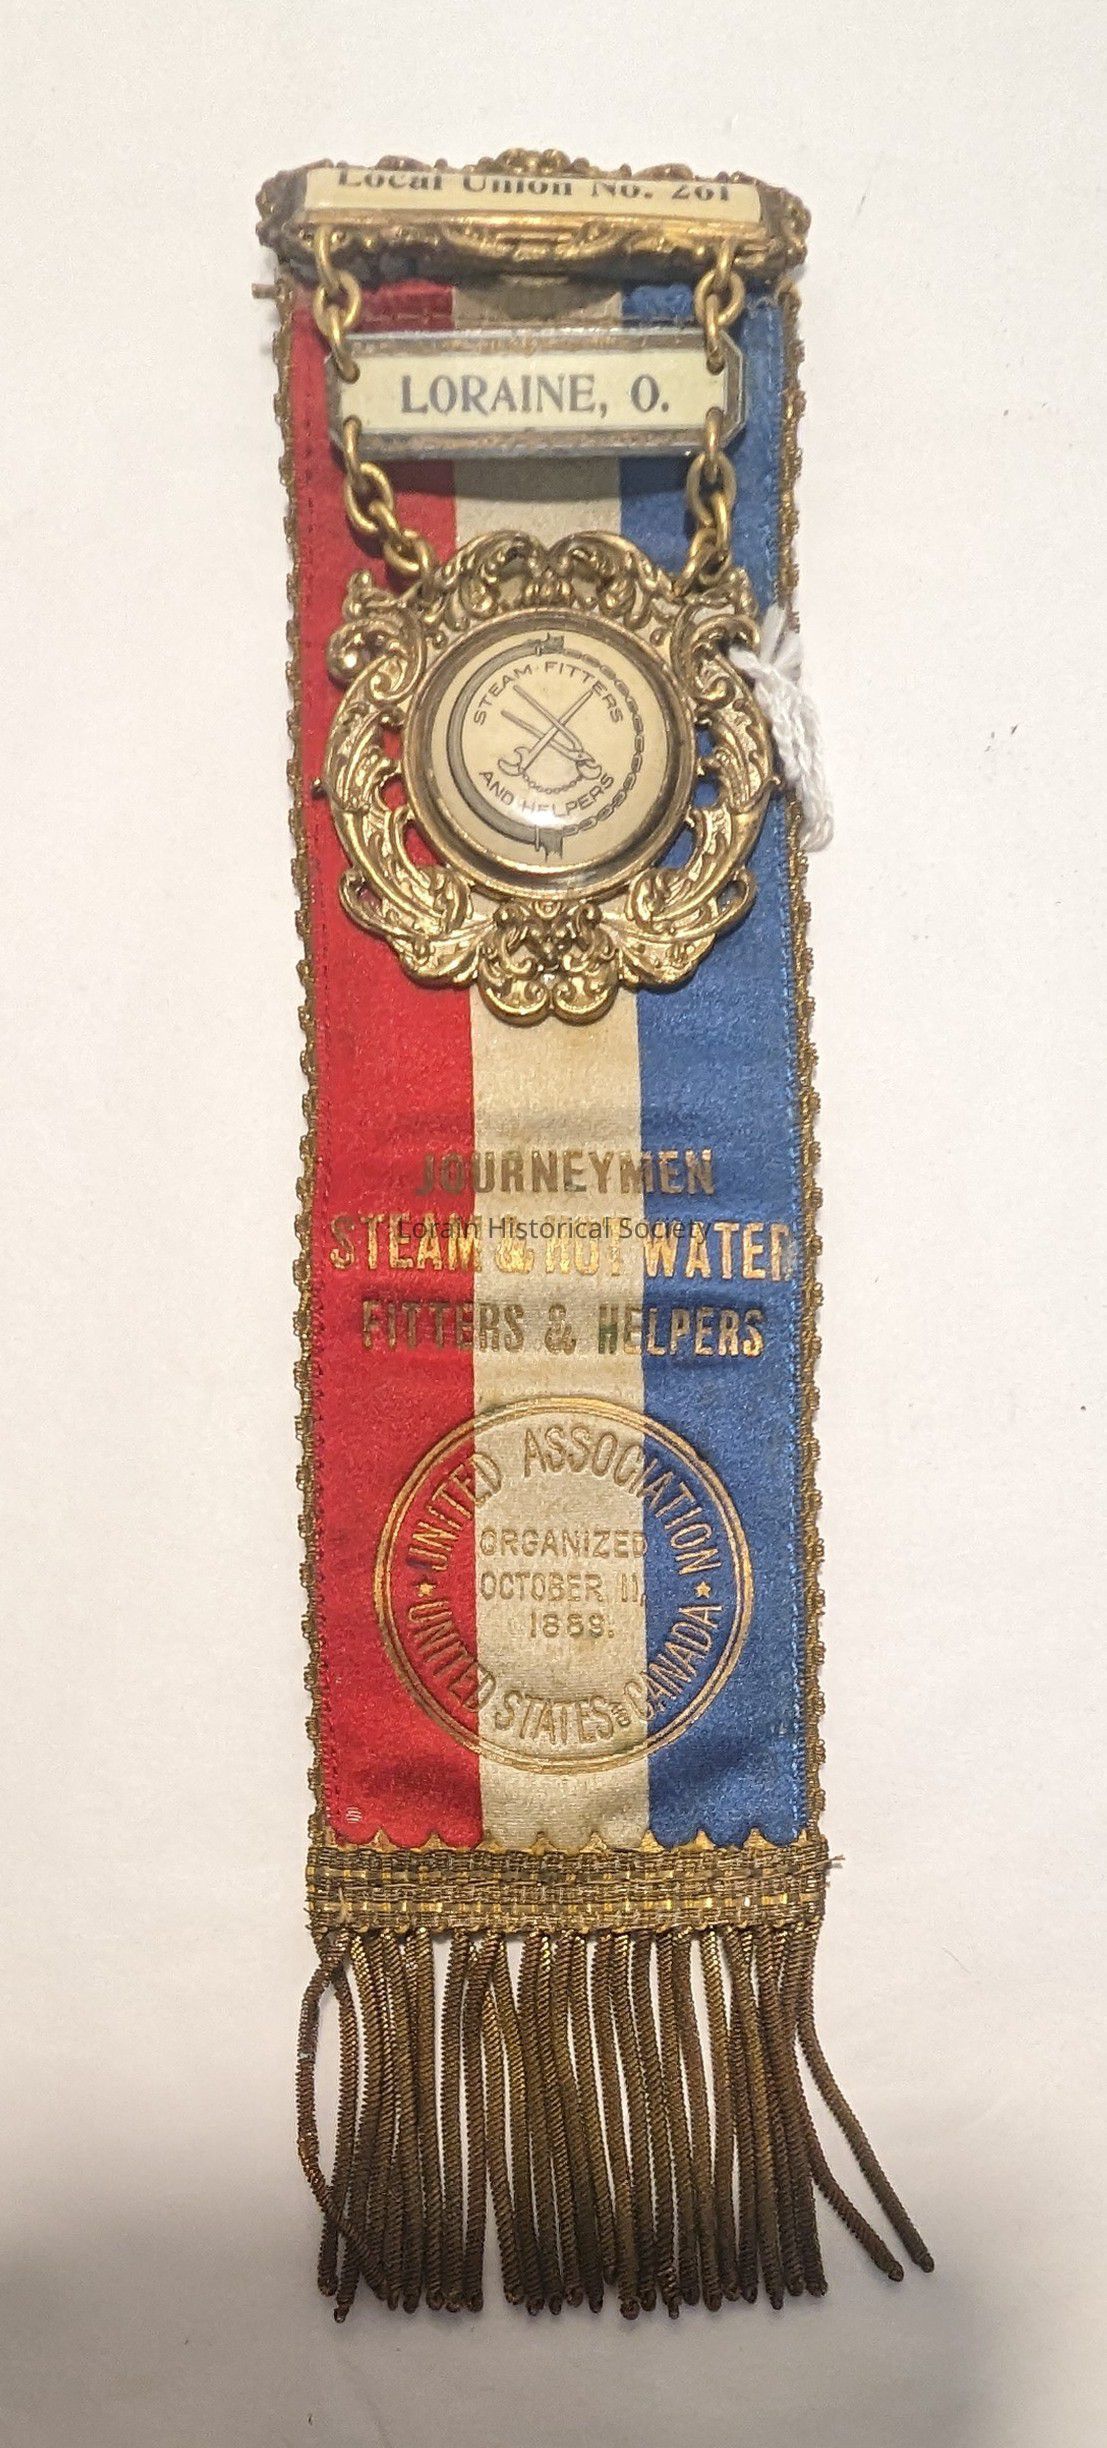 Local Union No. 261
LORAINE, O.
STEAM·FITTERS
AND HELPERS
JOURNEYMEN
STEAM & HOT WATER
Lorain Historical Society
FITTERS & HELPERS
UNITED ASSOCIATION
ORGANIZED
OCTOBER 11,
1889.
UNITED STATES & CANADA